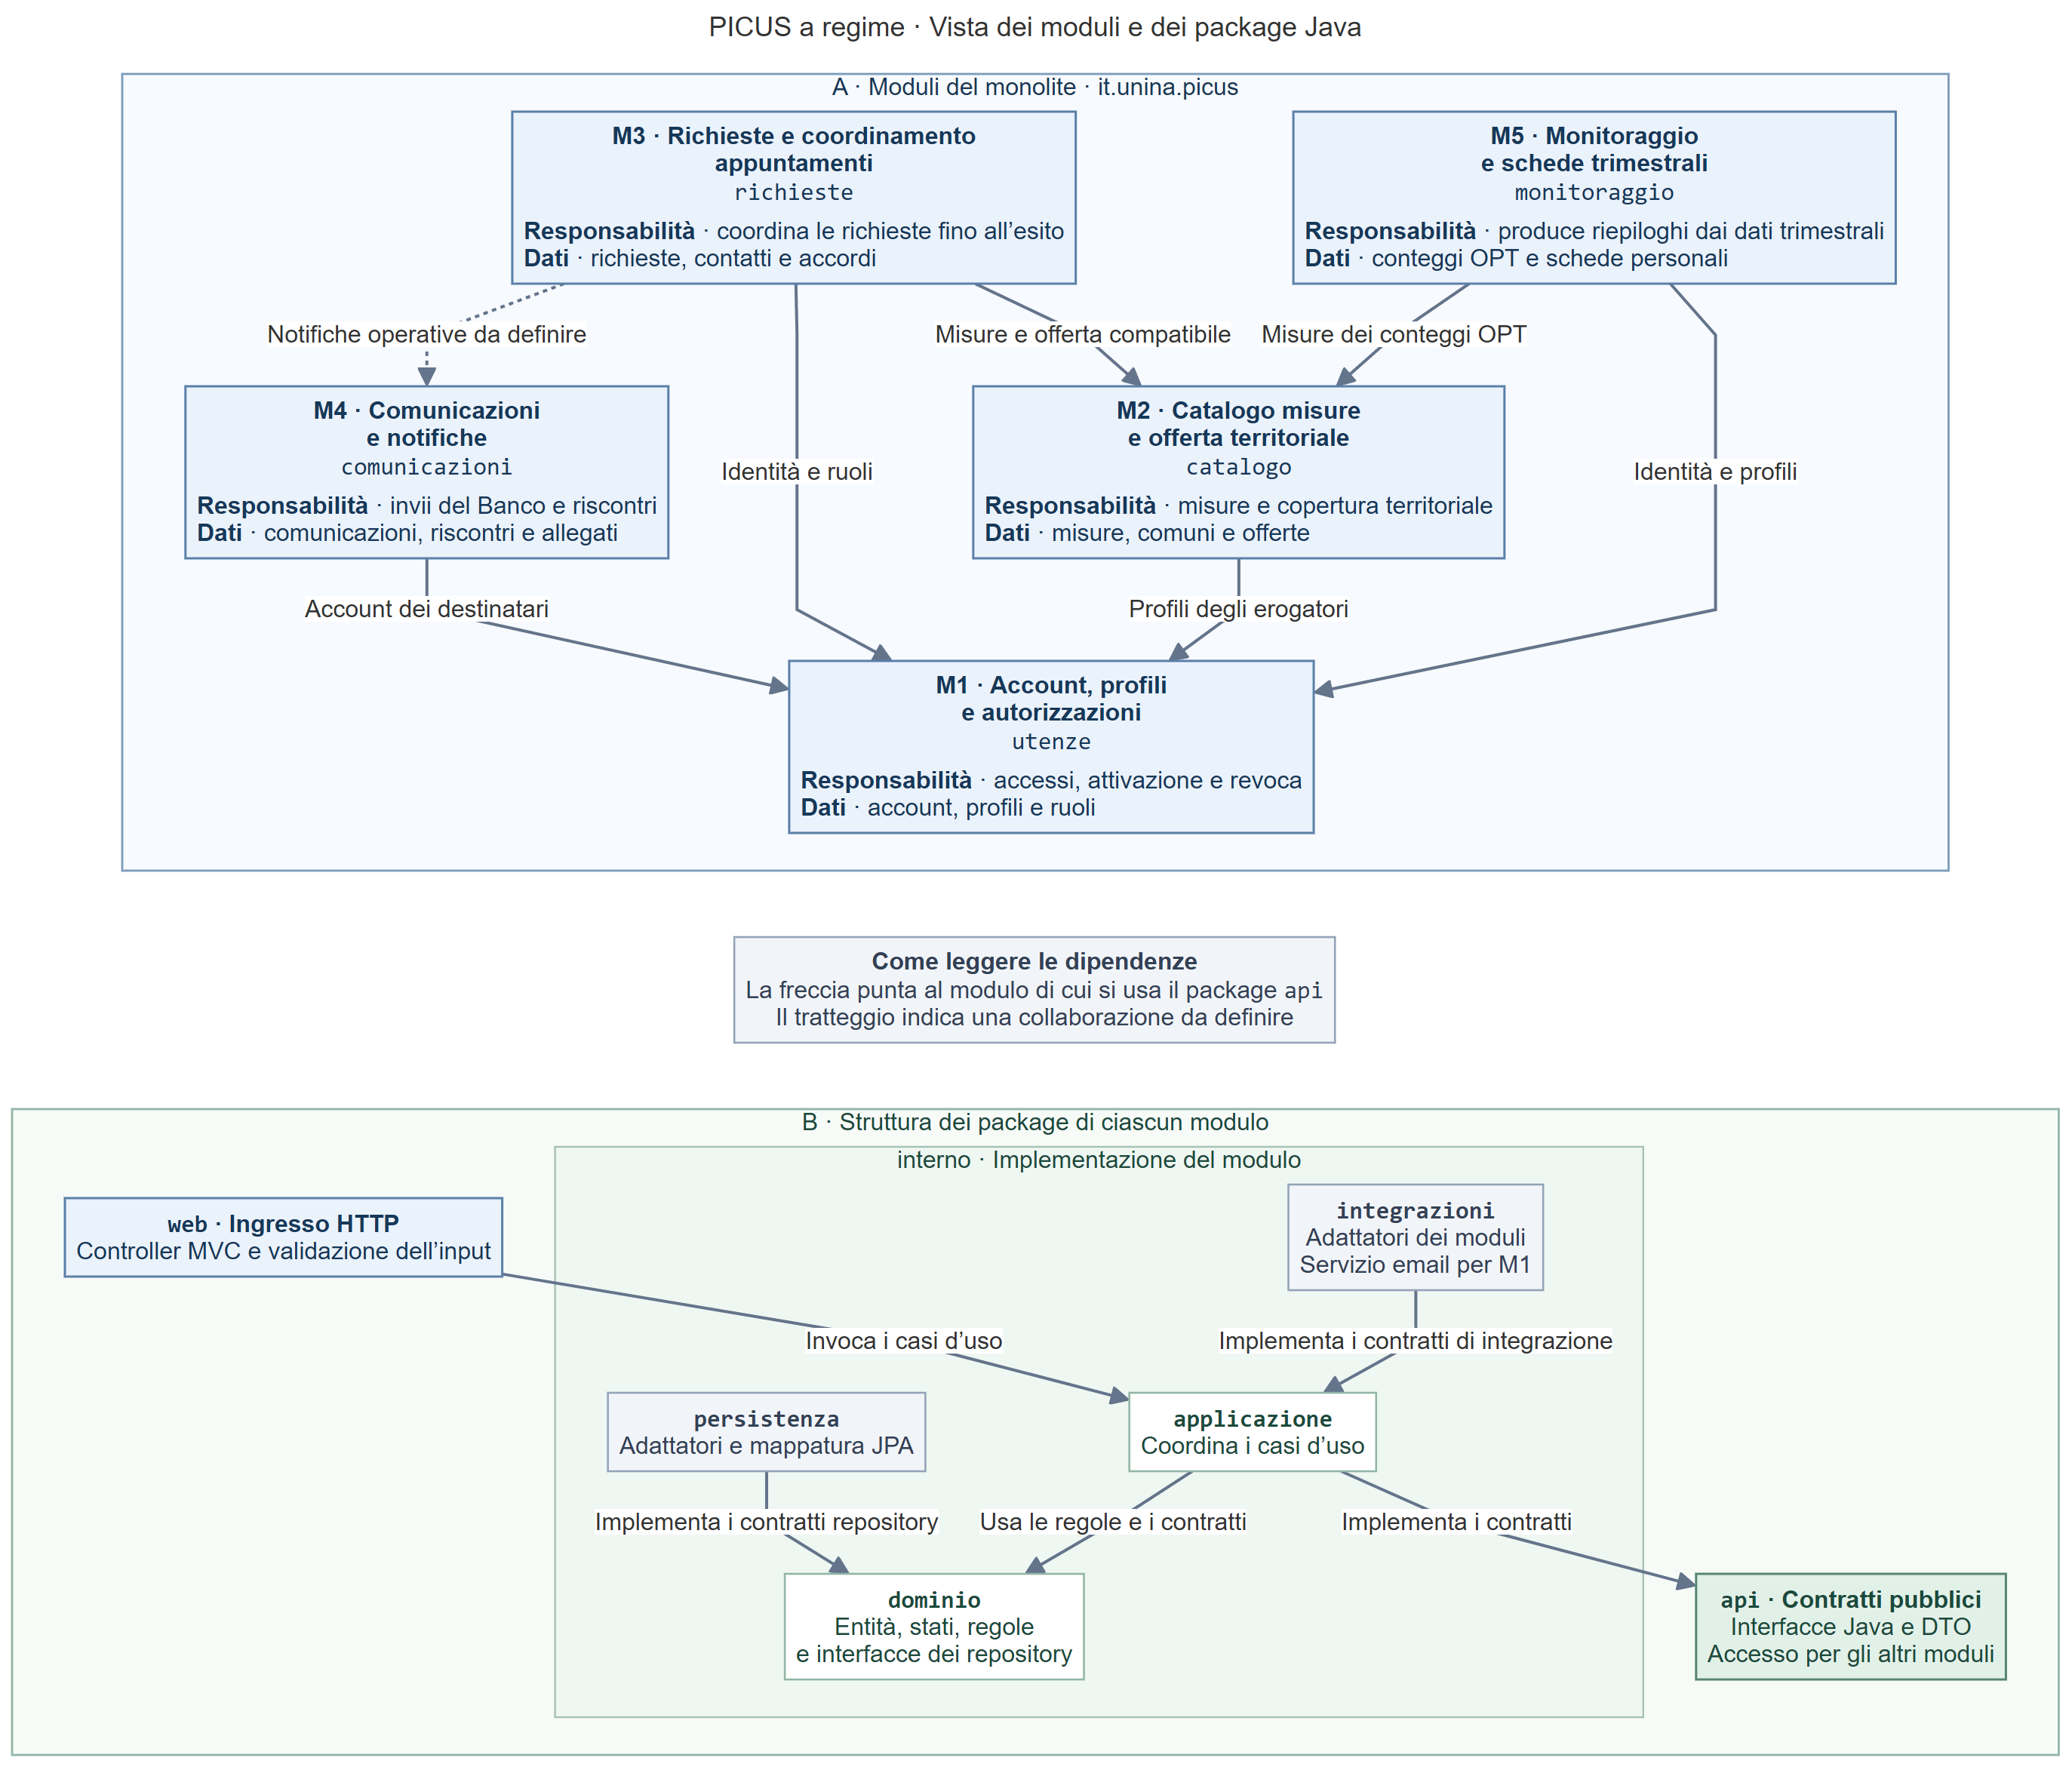 PICUS a regime · Vista dei moduli e dei package Java
A · Moduli del monolite · it.unina.picus
M3 · Richieste e coordinamento
appuntamenti
richieste
Responsabilità · coordina le richieste fino all’esito
Dati · richieste, contatti e accordi
M5 · Monitoraggio
e schede trimestrali
monitoraggio
Responsabilità · produce riepiloghi dai dati trimestrali
Dati · conteggi OPT e schede personali
Notifiche operative da definire
Misure e offerta compatibile
Misure dei conteggi OPT
M4 · Comunicazioni
e notifiche
comunicazioni
Responsabilità · invii del Banco e riscontri
Dati · comunicazioni, riscontri e allegati
Identità e ruoli
M2 · Catalogo misure
e offerta territoriale
catalogo
Responsabilità · misure e copertura territoriale
Dati · misure, comuni e offerte
Identità e profili
Account dei destinatari
Profili degli erogatori
M1 · Account, profili
e autorizzazioni
utenze
Responsabilità · accessi, attivazione e revoca
Dati · account, profili e ruoli
Come leggere le dipendenze
La freccia punta al modulo di cui si usa il package api
Il tratteggio indica una collaborazione da definire
B · Struttura dei package di ciascun modulo
interno · Implementazione del modulo
web · Ingresso HTTP
Controller MVC e validazione dell’input
integrazioni
Adattatori dei moduli
Servizio email per M1
Invoca i casi d’uso
Implementa i contratti di integrazione
persistenza
Adattatori e mappatura JPA
applicazione
Coordina i casi d’uso
Implementa i contratti repository
Usa le regole e i contratti
Implementa i contratti
dominio
Entità, stati, regole
e interfacce dei repository
api · Contratti pubblici
Interfacce Java e DTO
Accesso per gli altri moduli